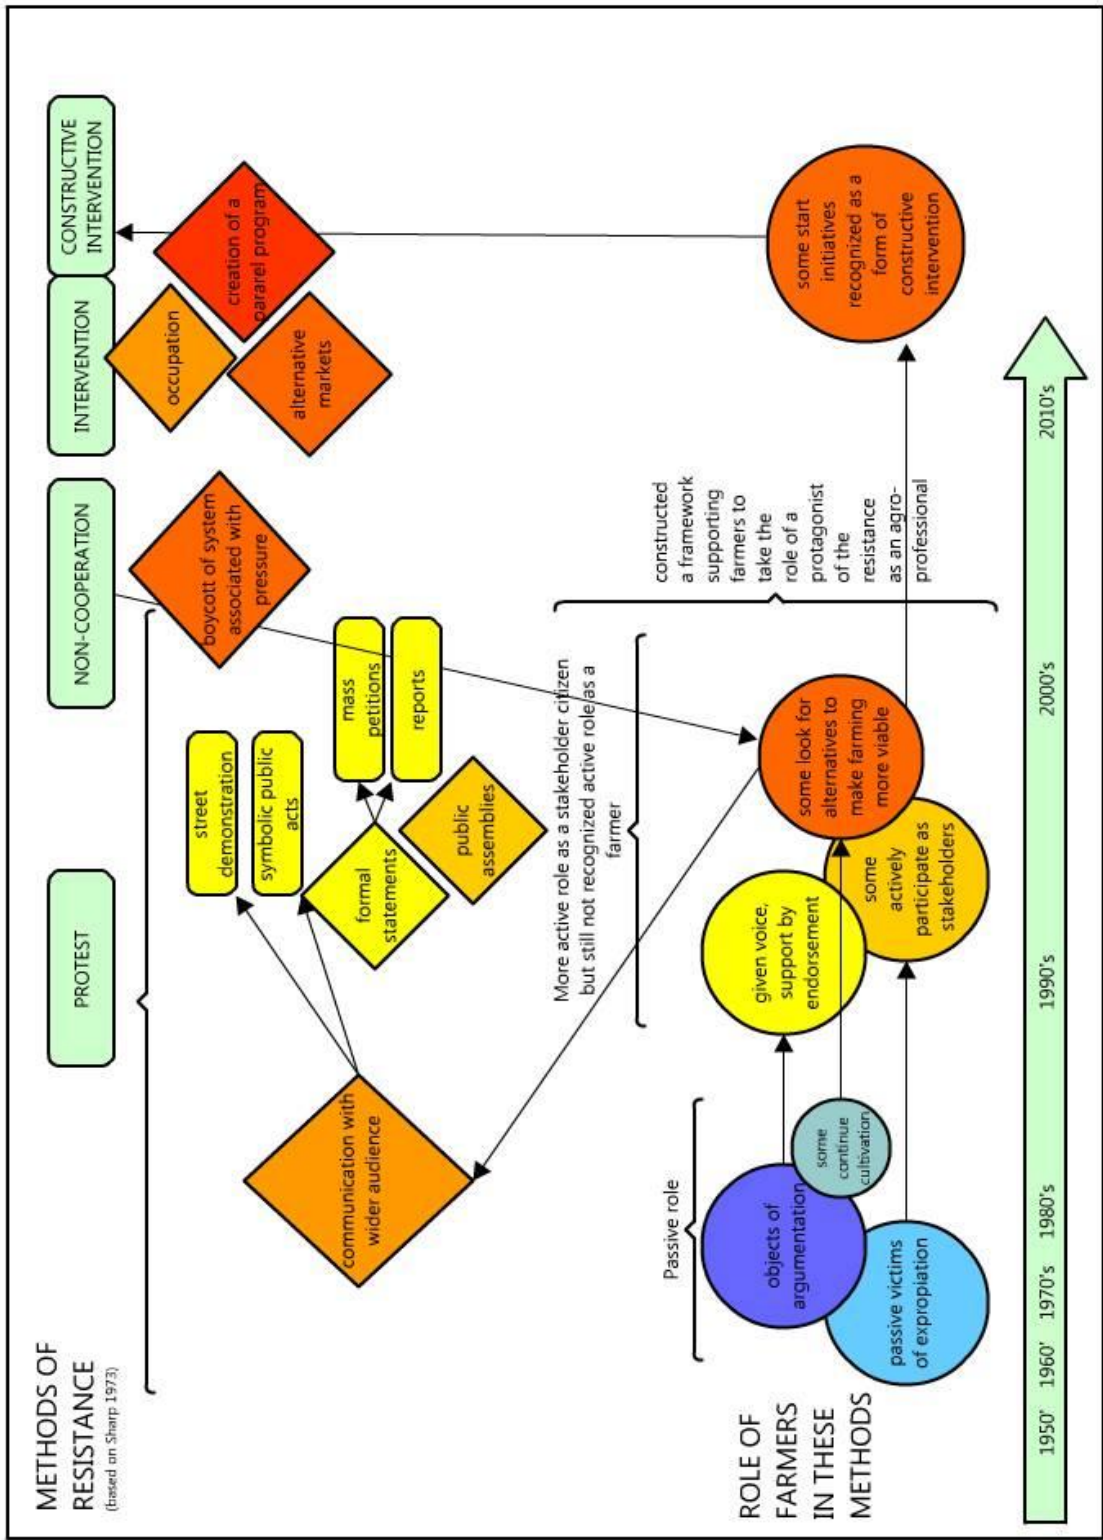 METHODS OF
RESISTANCE
(based on Sharp 1973)
PROTEST
NON-COOPERATION
INTERVENTION
CONSTRUCTIVE
INTERVENTION
communication with
wider audience
street
demonstration
symbolic public
acts
formal
statements
mass
petitions
reports
public
assemblies
boycott of system
associated with
pressure
occupation
alternative
markets
creation of a
pararel program
More active role as a stakeholder citizen
but still not recognized active role as a
farmer
constructed
a framework
supporting
farmers to
take the
role of a
protagonist
of the
resistance
as an agro-
professional
Passive role
ROLE OF
FARMERS
IN THESE
METHODS
objects of
argumentation
passive victims
of expropiation
some
continue
cultivation
given voice,
support by
endorsement
some
actively
participate as
stakeholders
some look for
alternatives to
make farming
more viable
some start
initiatives
recognized as a
form of
constructive
intervention
1950' 1960' 1970's 1980's 1990's 2000's 2010's